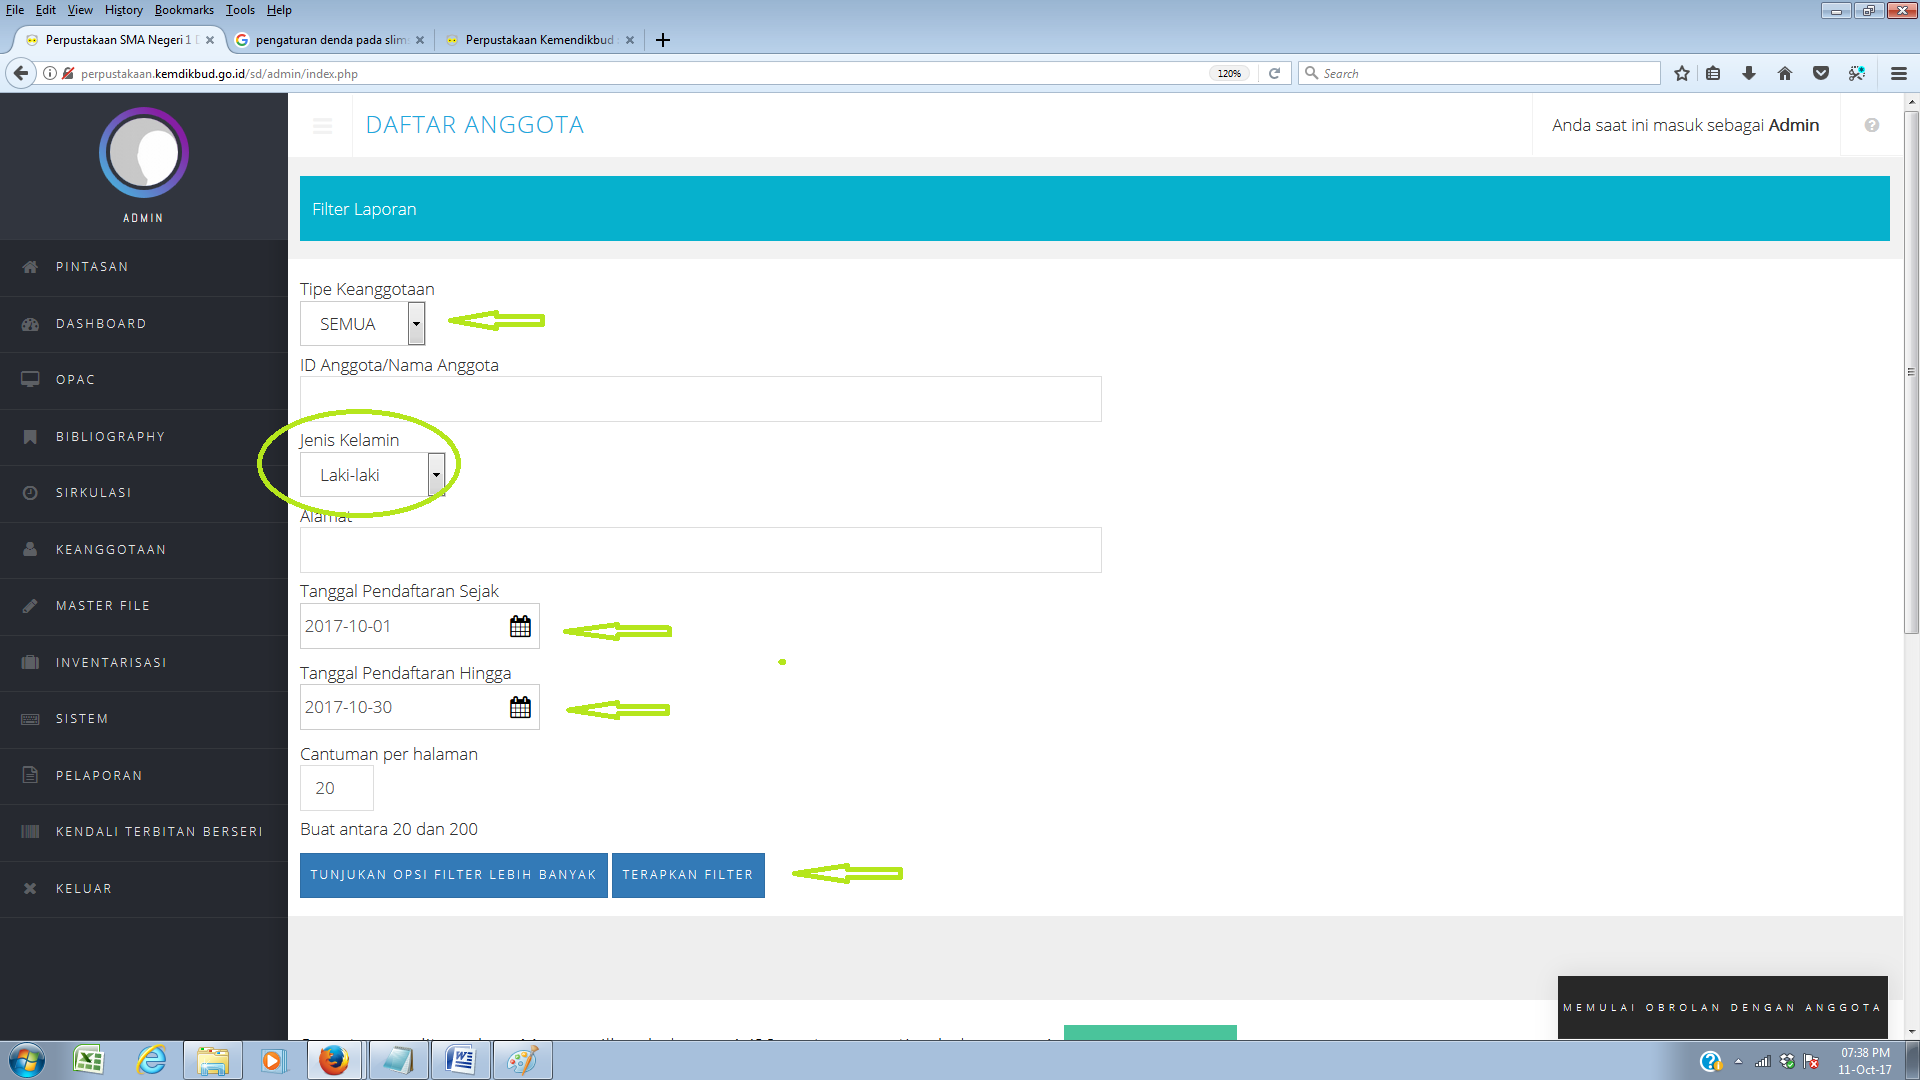 File Edit View History Bookmarks Tools Help
Perpustakaan SMA Negeri 1
pengaturan denda pada slim
Perpustakaan Kemendikbud
perpustakaan.kemdikbud.go.id/sd/admin/index.php
120%
Search
ADMIN
PINTASAN
DASHBOARD
OPAC
BIBLIOGRAPHY
SIRKULASI
KEANGGOTAAN
MASTER FILE
INVENTARISASI
SISTEM
PELAPORAN
KENDALI TERBITAN BERSERI
KELUAR
DAFTAR ANGGOTA
Anda saat ini masuk sebagai Admin
Filter Laporan
Tipe Keanggotaan
SEMUA
ID Anggota/Nama Anggota
Jenis Kelamin
Laki-laki
Alamat
Tanggal Pendaftaran Sejak
2017-10-01
Tanggal Pendaftaran Hingga
2017-10-30
Cantuman per halaman
20
Buat antara 20 dan 200
TUNJUKAN OPSI FILTER LEBIH BANYAK
TERAPKAN FILTER
MEMULAI OBROLAN DENGAN ANGGOTA
07:38 PM
11-Oct-17